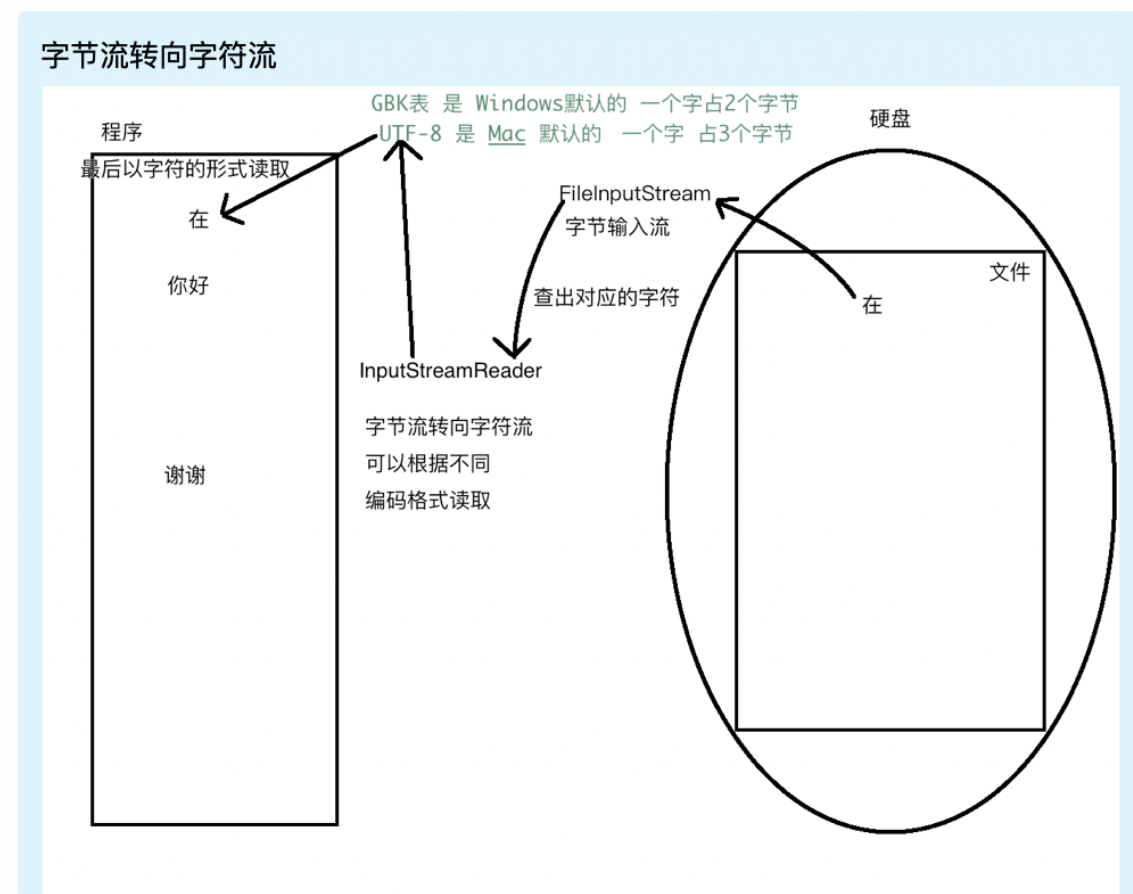 字节流转向字符流
GBK表 是 Windows默认的 一个字占2个字节
UTF-8 是 Mac 默认的 一个字 占3个字节
程序
硬盘
最后以字符的形式读取
在
你好
谢谢
FileInputStream
字节输入流
查出对应的字符
InputStreamReader
字节流转向字符流
可以根据不同
编码格式读取
文件
在